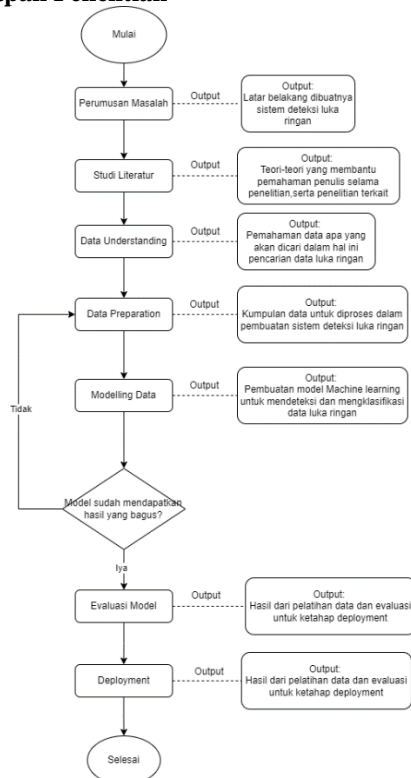 Mulai
Perumusan Masalah
Output
Output:
Latar belakang dibuatnya
sistem deteksi luka
ringan
Studi Literatur
Output
Output:
Teori-teori yang membantu
pemahaman penulis selama
penelitian,serta penelitian terkait
Data Understanding
Output
Output:
Pemahaman data apa yang
akan dicari dalam hal ini
pencarian data luka ringan
Data Preparation
Output
Output:
Kumpulan data untuk diproses dalam
pembuatan sistem deteksi luka ringan
Tidak
Modelling Data
Output
Output:
Pembuatan model Machine learning
untuk mendeteksi dan mengklasifikasi
data luka ringan
Model sudah mendapatkan
hasil yang bagus?
Iya
Evaluasi Model
Output
Output:
Hasil dari pelatihan data dan evaluasi
untuk ketahap deployment
Deployment
Output
Output:
Hasil dari pelatihan data dan evaluasi
untuk ketahap deployment
Selesai